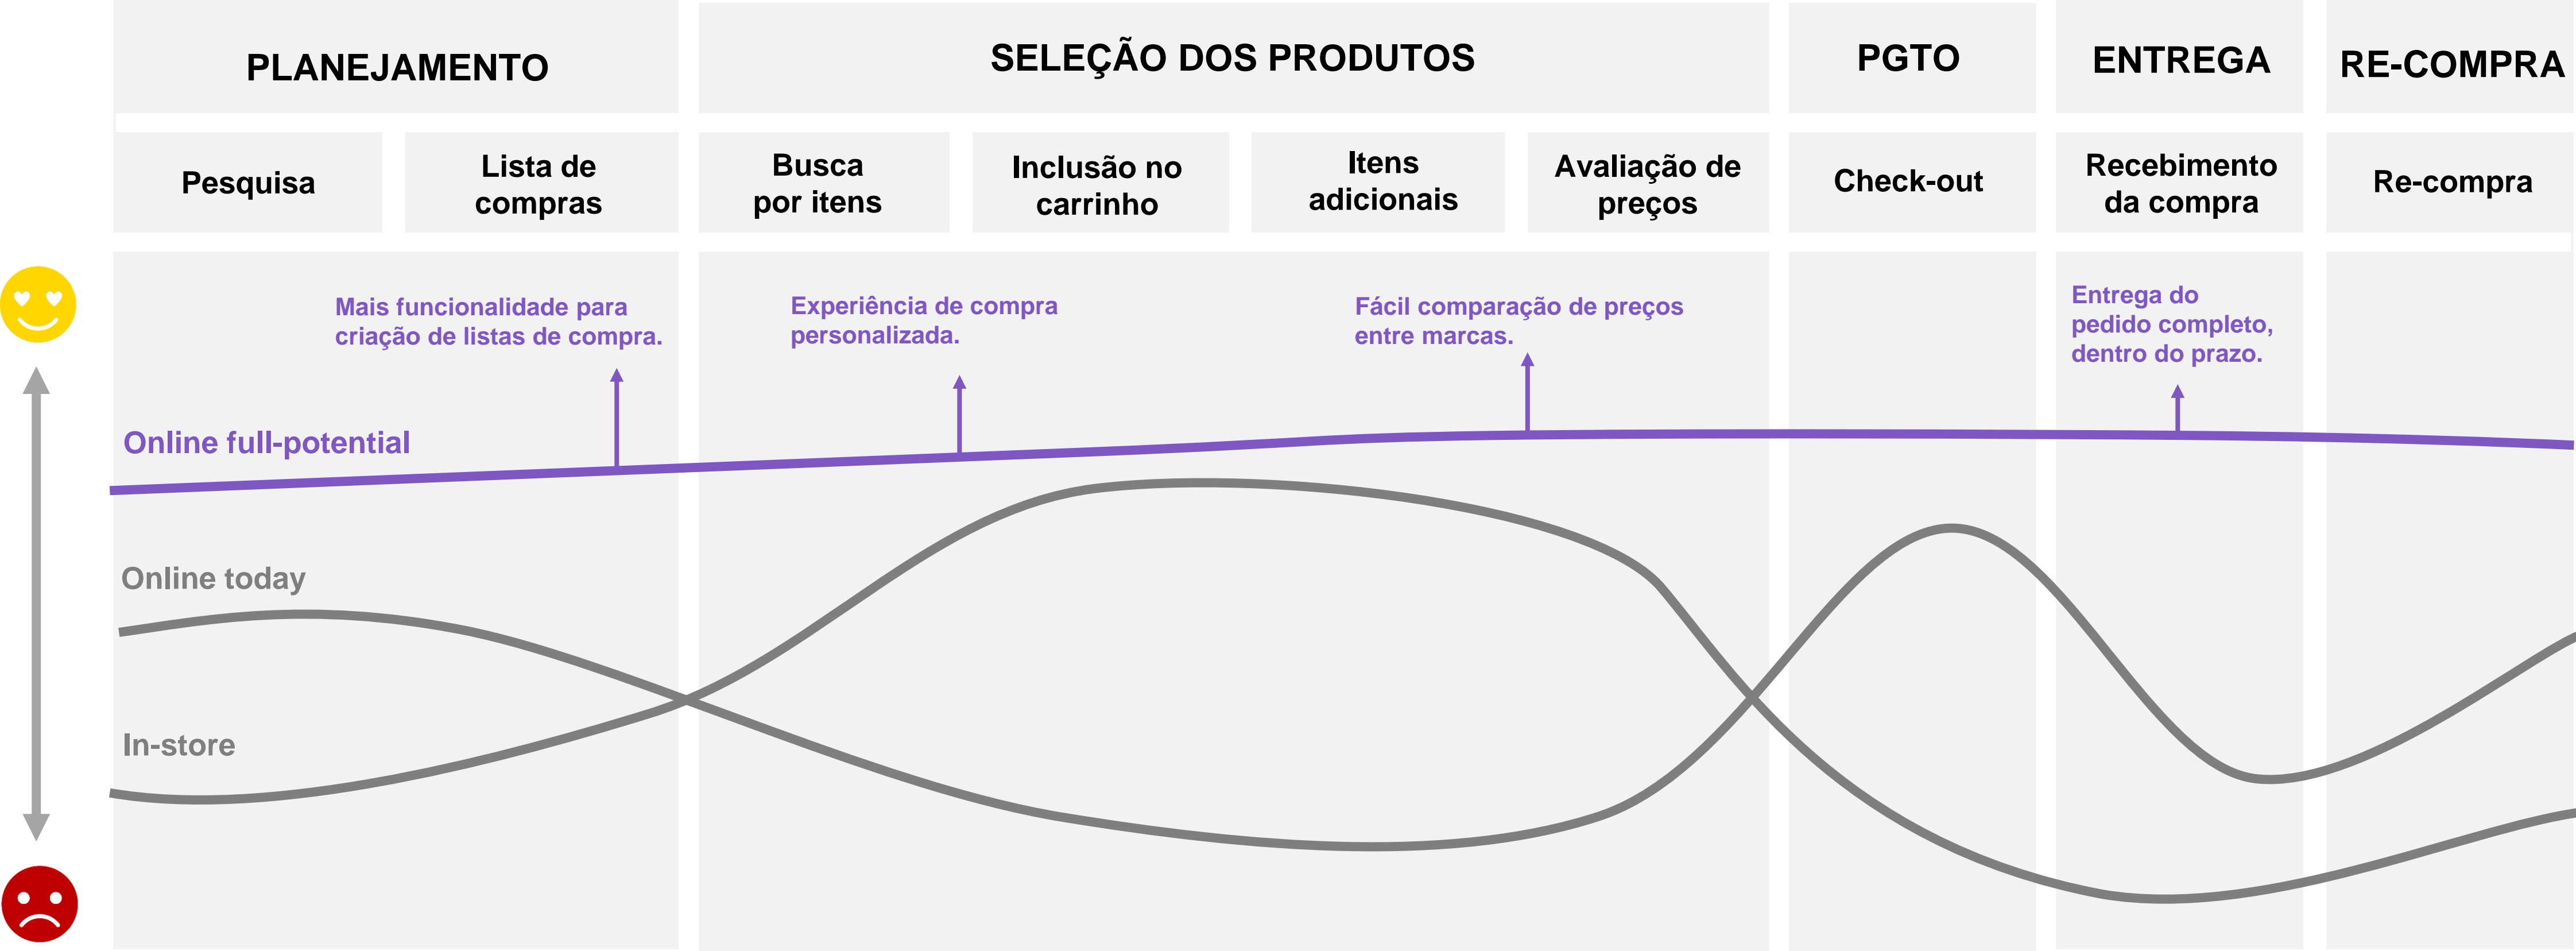 PLANEJAMENTO
SELEÇÃO DOS PRODUTOS
PGTO
ENTREGA
RE-COMPRA
Pesquisa
Lista de
compras
Busca
por itens
Inclusão no
carrinho
Itens
adicionais
Avaliação de
preços
Check-out
Recebimento
da compra
Re-compra
Mais funcionalidade para
criação de listas de compra.
Experiência de compra
personalizada.
Fácil comparação de preços
entre marcas.
Entrega do
pedido completo,
dentro do prazo.
Online full-potential
Online today
In-store